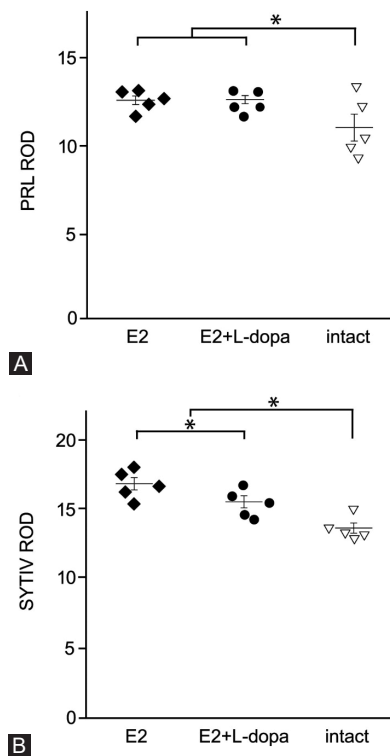 *
15
10
5
0
PRL ROD
E2 E2+L-dopa intact
A
*
*
20
15
10
5
0
SYTIV ROD
E2 E2+L-dopa intact
B